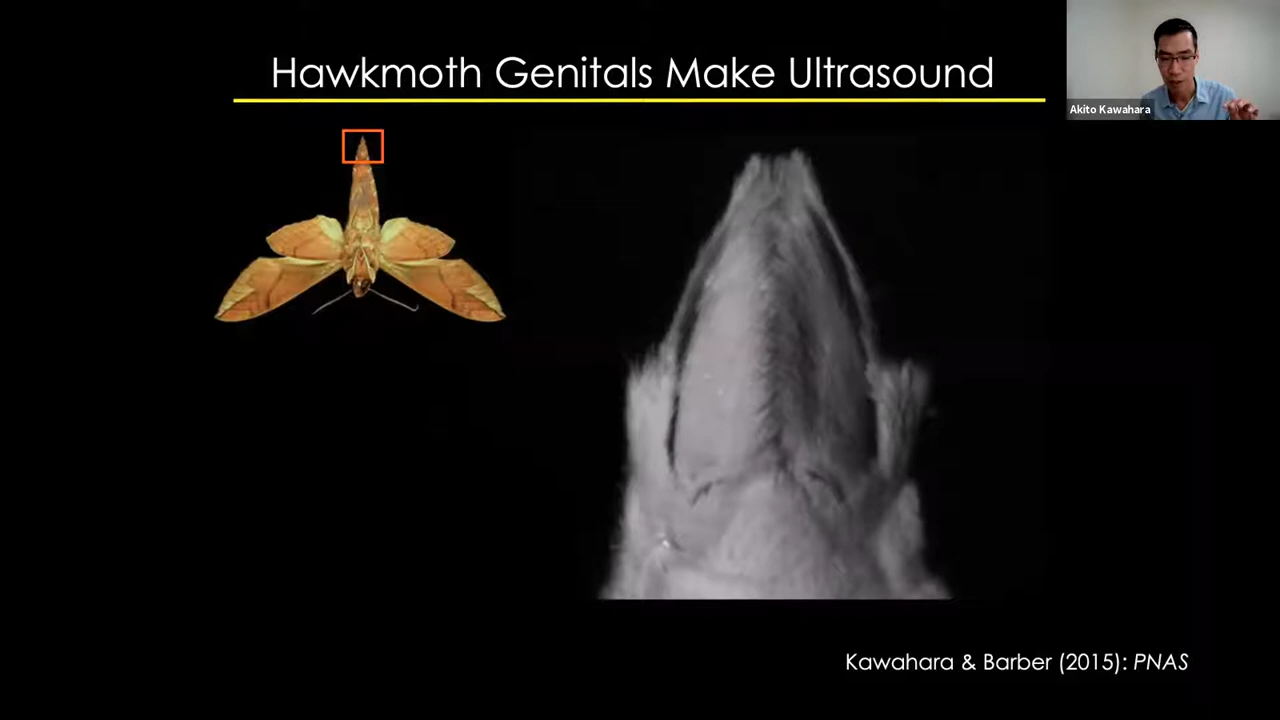 Hawkmoth Genitals Make Ultrasound
Akito Kawahara
Kawahara & Barber (2015): PNAS